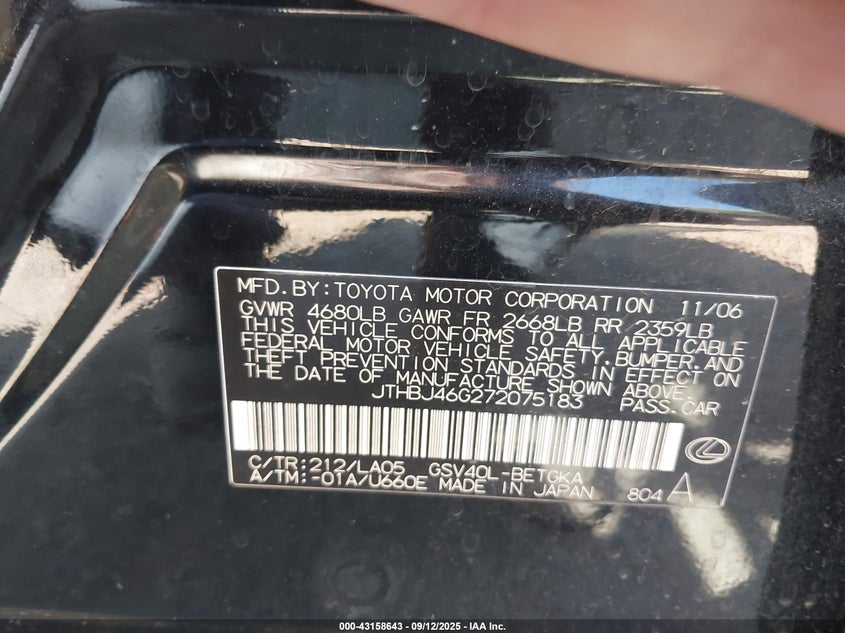 MFD.BY:TOYOTA MOTOR CORPORATION 11/06
GVWR 4680LB GAWR FR 2668LB RR 2359LB
THIS VEHICLE CONFORMS TO ALL APPLICABLE
FEDERAL MOTOR VEHICLE SAFETY,BUMPER,AND
THEFT PREVENTION STANDARDS IN EFFECT ON
THE DATE OF MANUFACTURE SHOWN ABOVE.
JTHBJ46G272075183 PASS.CAR
C/TR:212/LA05 GSV40L-BETGKA
A/TM:-01A/U660E MADE IN JAPAN 804 A
000-43158643 - 09/12/2025 - IAA Inc.